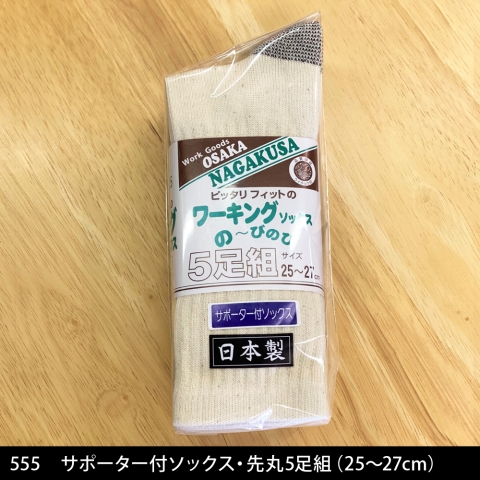 Work Goods
OSAKA
NAGAKUSA
ピッタリフィットの
ワーキングソックス
の～びのび
5足組 サイズ 25～27cm
サポーター付ソックス
日本製
555 サポーター付ソックス・先丸5足組（25～27cm）